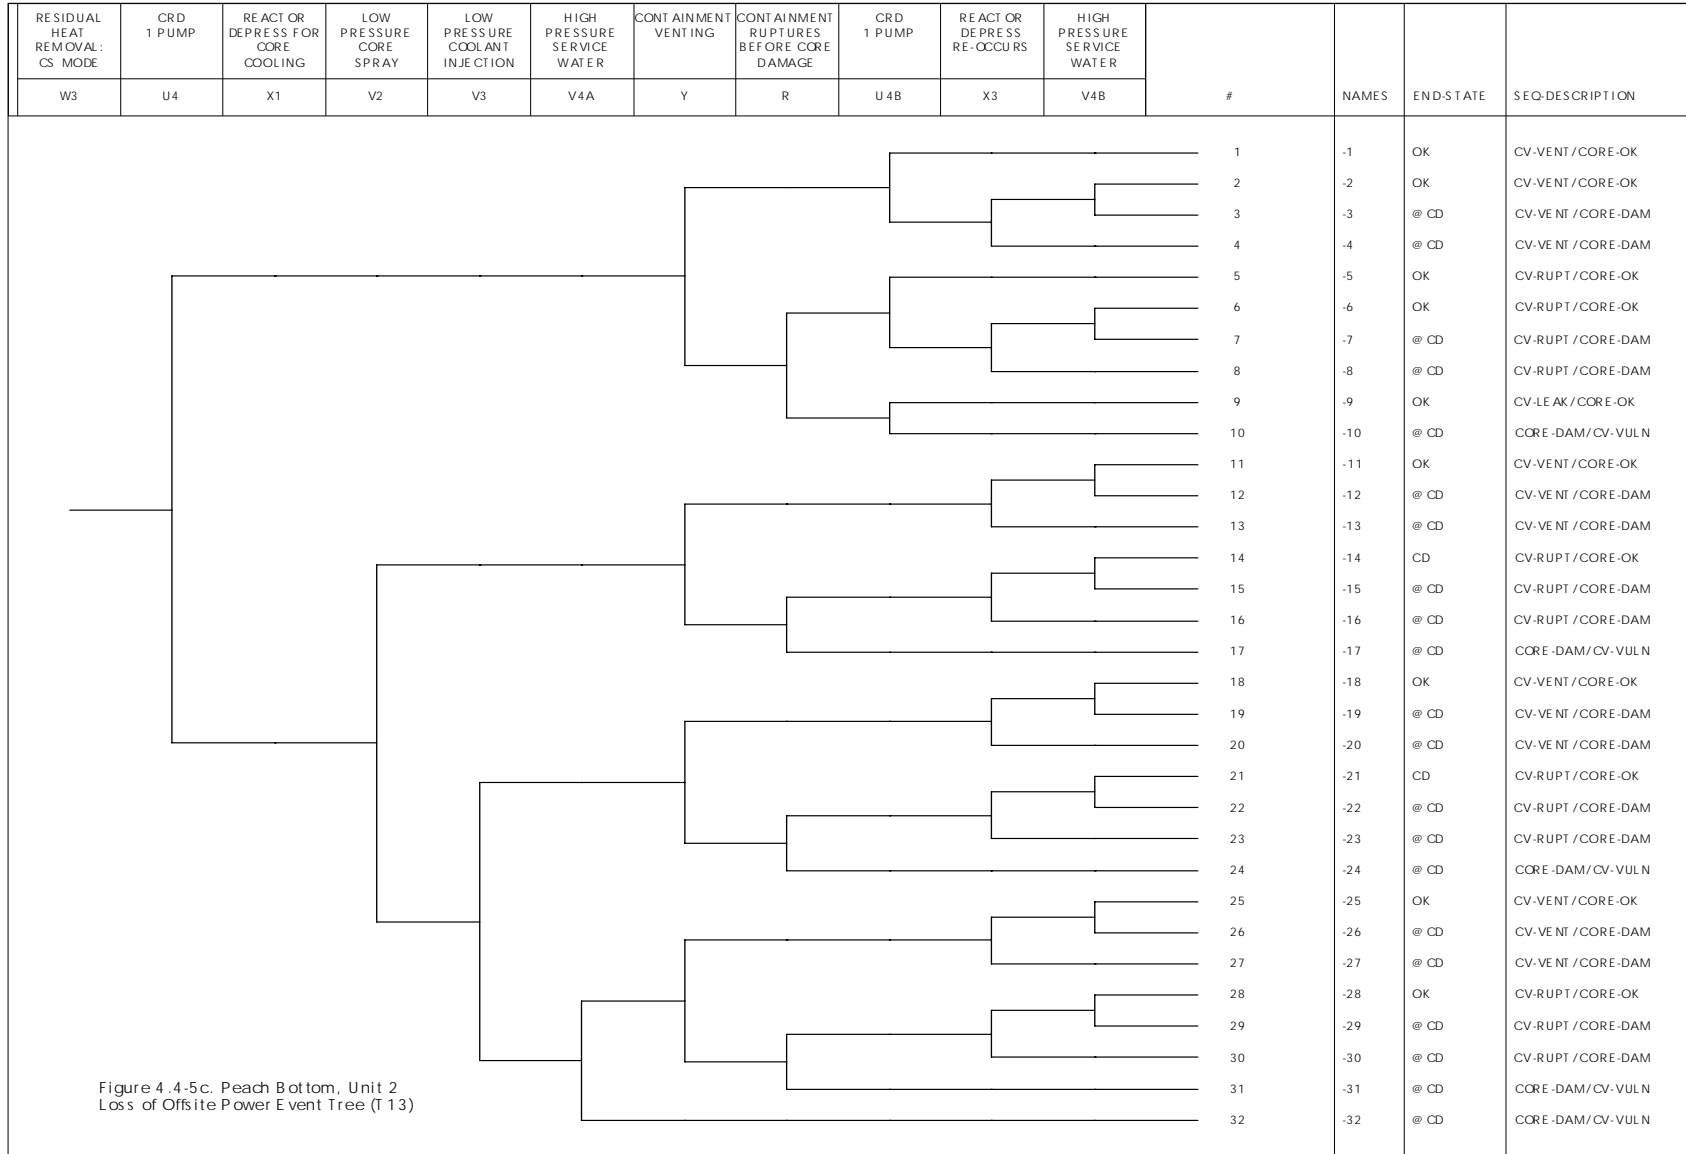 RESIDUAL HEAT REMOVAL: CS MODE
CRD 1 PUMP
REACTOR DEPRESS FOR CORE COOLING
LOW PRESSURE CORE SPRAY
LOW PRESSURE COOLANT INJECTION
HIGH PRESSURE SERVICE WATER
CONTAINMENT VENTING
CONTAINMENT RUPTURES BEFORE CORE DAMAGE
CRD 1 PUMP
REACTOR DEPRESS RE-OCCURS
HIGH PRESSURE SERVICE WATER
W3 U4 X1 V2 V3 V4A Y R U4B X3 V4B # NAMES END-STATE SEQ-DESCRIPTION
1 -1 OK CV-VENT/CORE-OK
2 -2 OK CV-VENT/CORE-OK
3 -3 @CD CV-VENT/CORE-DAM
4 -4 @CD CV-VENT/CORE-DAM
5 -5 OK CV-RUPT/CORE-OK
6 -6 OK CV-RUPT/CORE-OK
7 -7 @CD CV-RUPT/CORE-DAM
8 -8 @CD CV-RUPT/CORE-DAM
9 -9 OK CV-LEAK/CORE-OK
10 -10 @CD CORE-DAM/CV-VULN
11 -11 OK CV-VENT/CORE-OK
12 -12 @CD CV-VENT/CORE-DAM
13 -13 @CD CV-VENT/CORE-DAM
14 -14 CD CV-RUPT/CORE-OK
15 -15 @CD CV-RUPT/CORE-DAM
16 -16 @CD CV-RUPT/CORE-DAM
17 -17 @CD CORE-DAM/CV-VULN
18 -18 OK CV-VENT/CORE-OK
19 -19 @CD CV-VENT/CORE-DAM
20 -20 @CD CV-VENT/CORE-DAM
21 -21 CD CV-RUPT/CORE-OK
22 -22 @CD CV-RUPT/CORE-DAM
23 -23 @CD CV-RUPT/CORE-DAM
24 -24 @CD CORE-DAM/CV-VULN
25 -25 OK CV-VENT/CORE-OK
26 -26 @CD CV-VENT/CORE-DAM
27 -27 @CD CV-VENT/CORE-DAM
28 -28 OK CV-RUPT/CORE-OK
29 -29 @CD CV-RUPT/CORE-DAM
30 -30 @CD CV-RUPT/CORE-DAM
31 -31 @CD CORE-DAM/CV-VULN
32 -32 @CD CORE-DAM/CV-VULN
Figure 4.4-5c. Peach Bottom, Unit 2
Loss of Offsite Power Event Tree (T13)